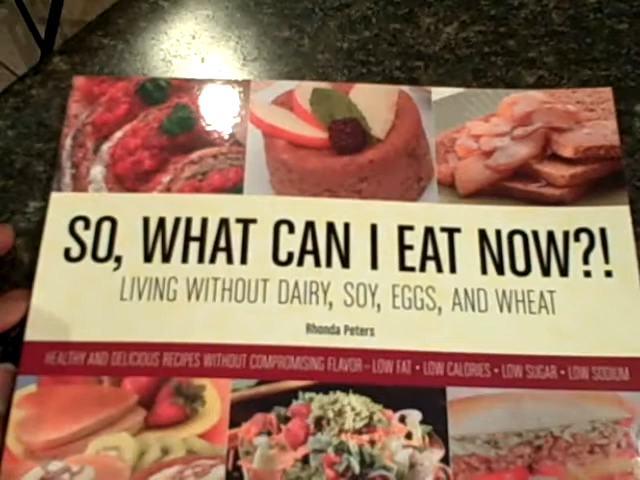 SO, WHAT CAN I EAT NOW?!
LIVING WITHOUT DAIRY, SOY, EGGS, AND WHEAT
Rhonda Peters
HEALTHY AND DELICIOUS RECIPES WITHOUT COMPROMISING FLAVOR - LOW FAT • LOW CALORIES • LOW SUGAR • LOW SODIUM